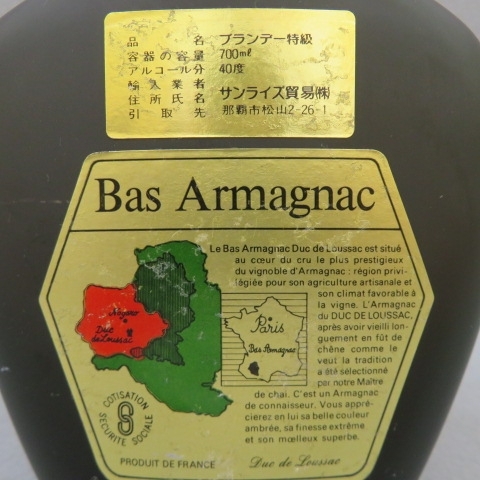 品名 ブランデー特級
容器の容量 700ml
アルコール分 40度
輸入業者 サンライズ貿易㈱
住所氏名
引取先 那覇市松山2-26-1
Bas Armagnac
Le Bas Armagnac Duc de Loussac est situé
au cœur du cru le plus prestigieux
du vignoble d'Armagnac : région privi-
légiée pour son agriculture artisanale et
son climat favorable à
la vigne. L'Armagnac
du DUC DE LOUSSAC,
après avoir vieilli lon-
guement en fût de
chêne comme le
veut la tradition
a été sélectionné
par notre Maître
de chai. C'est un Armagnac
de connaisseur. Vous appré-
cierez en lui sa belle couleur
ambrée, sa finesse extrême
et son mœlleux superbe.
Nogaro
Duc
de Loussac
Paris
Bas Armagnac
COTISATION
SÉCURITÉ SOCIALE
PRODUIT DE FRANCE
Duc de Loussac